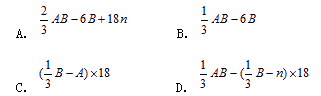 A. 2/3 AB－6B＋18n B. 1/3 AB－6B
C. (1/3 B－A)×18 D. 1/3 AB－(1/3 B－n)×18